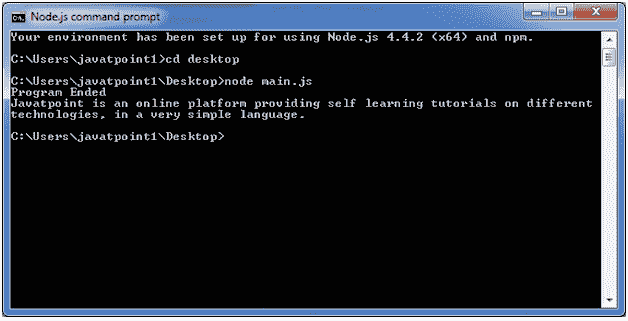 Node.js command prompt
Your environment has been set up for using Node.js 4.4.2 (x64) and npm.
C:\Users\javatpoint1>cd desktop
C:\Users\javatpoint1\Desktop>node main.js
Program Ended
Javatpoint is an online platform providing self learning tutorials on different
technologies, in a very simple language.
C:\Users\javatpoint1\Desktop>